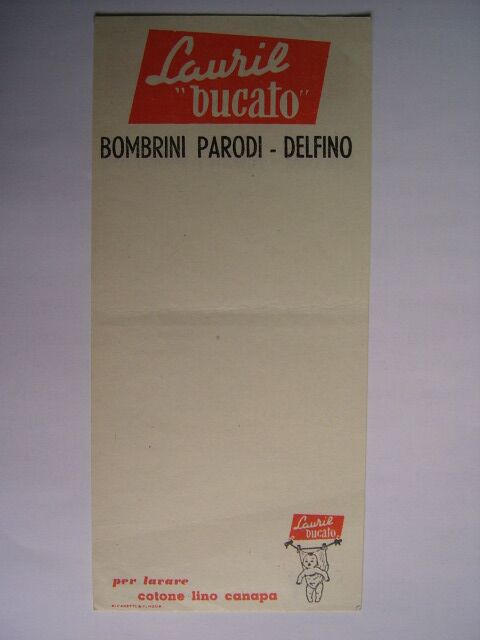 Lauril
"bucato"
BOMBRINI PARODI - DELFINO
Lauril
bucato
per lavare
cotone lino canapa